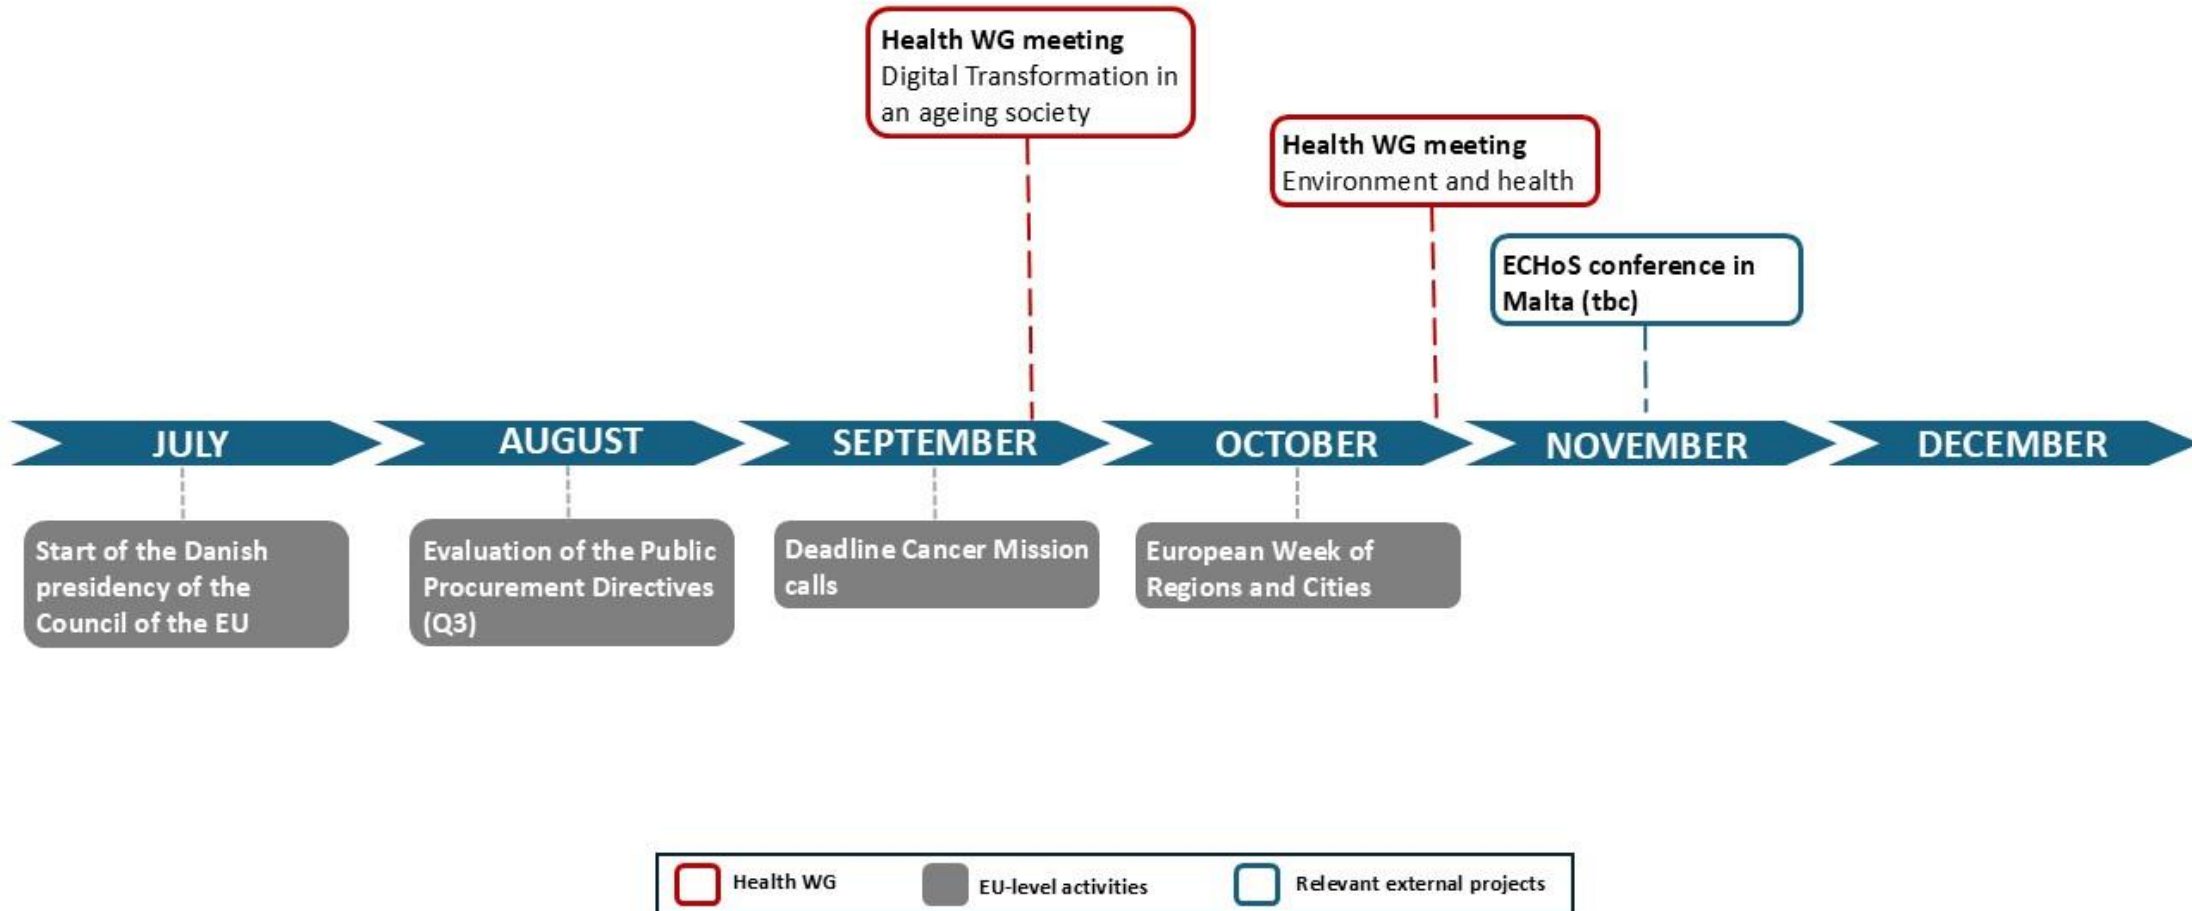 Health WG meeting
Digital Transformation in
an ageing society
Health WG meeting
Environment and health
ECHoS conference in
Malta (tbc)
JULY
AUGUST
SEPTEMBER
OCTOBER
NOVEMBER
DECEMBER
Start of the Danish
presidency of the
Council of the EU
Evaluation of the Public
Procurement Directives
(Q3)
Deadline Cancer Mission
calls
European Week of
Regions and Cities
Health WG
EU-level activities
Relevant external projects